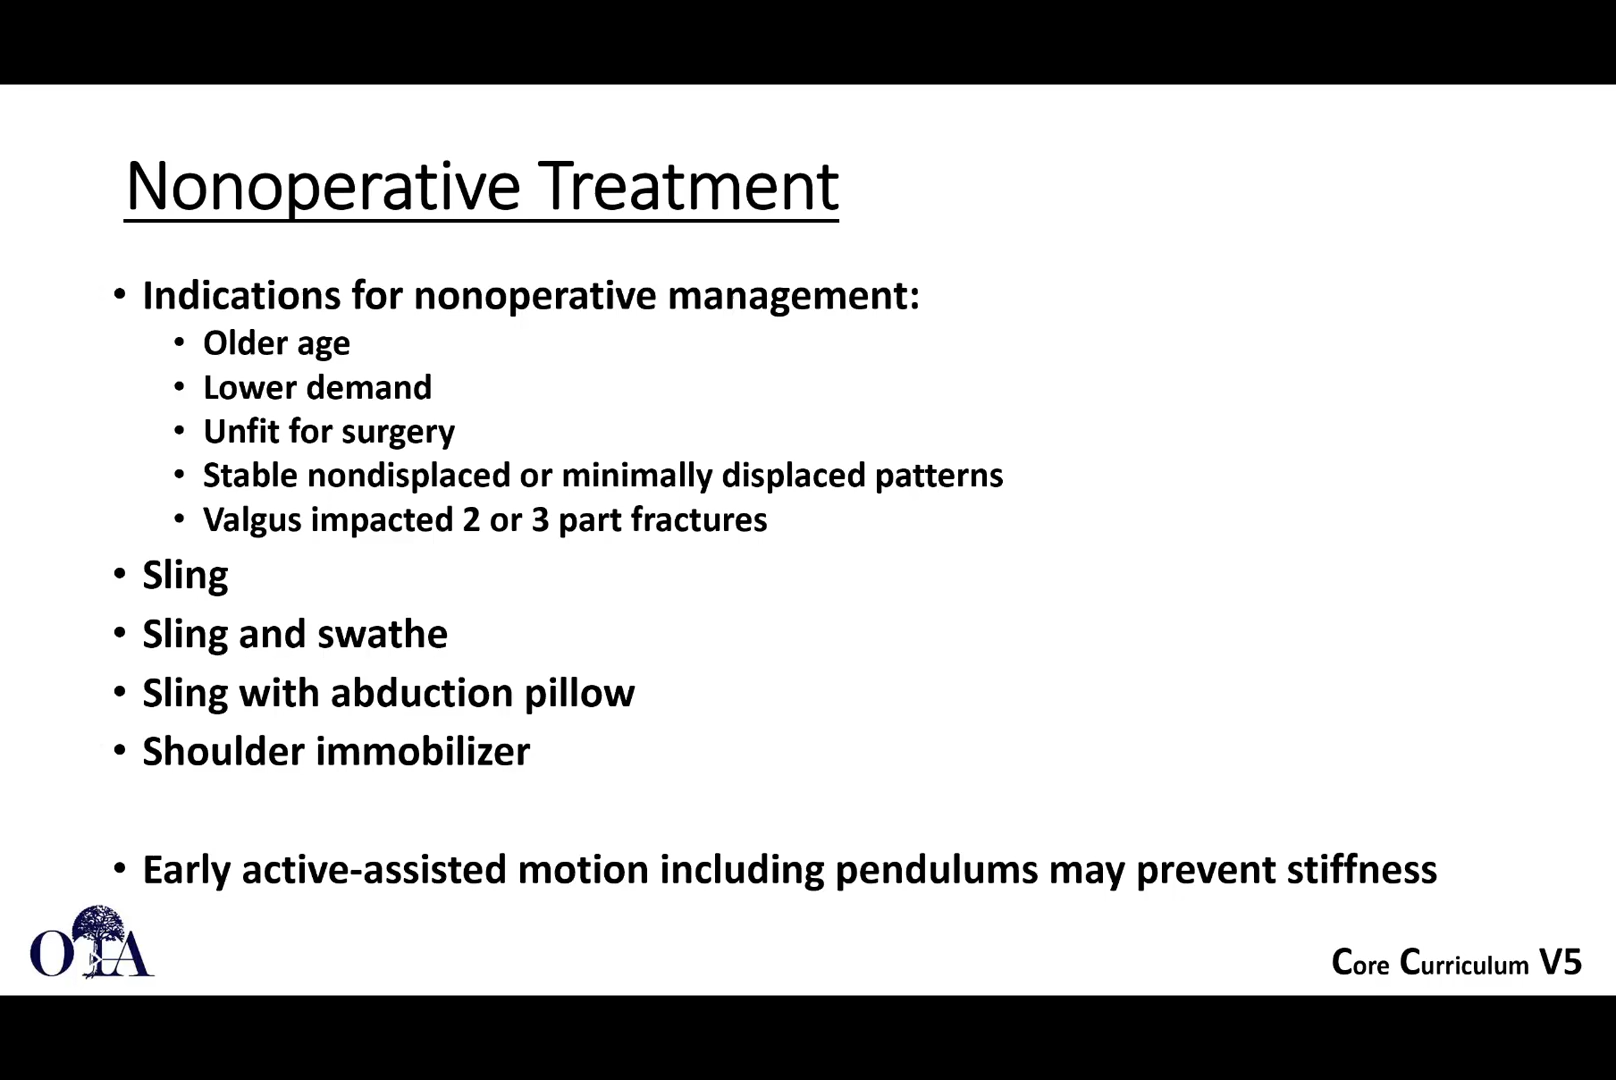 Nonoperative Treatment
• Indications for nonoperative management:
• Older age
• Lower demand
• Unfit for surgery
• Stable nondisplaced or minimally displaced patterns
• Valgus impacted 2 or 3 part fractures
• Sling
• Sling and swathe
• Sling with abduction pillow
• Shoulder immobilizer
• Early active-assisted motion including pendulums may prevent stiffness
OTA
Core Curriculum V5